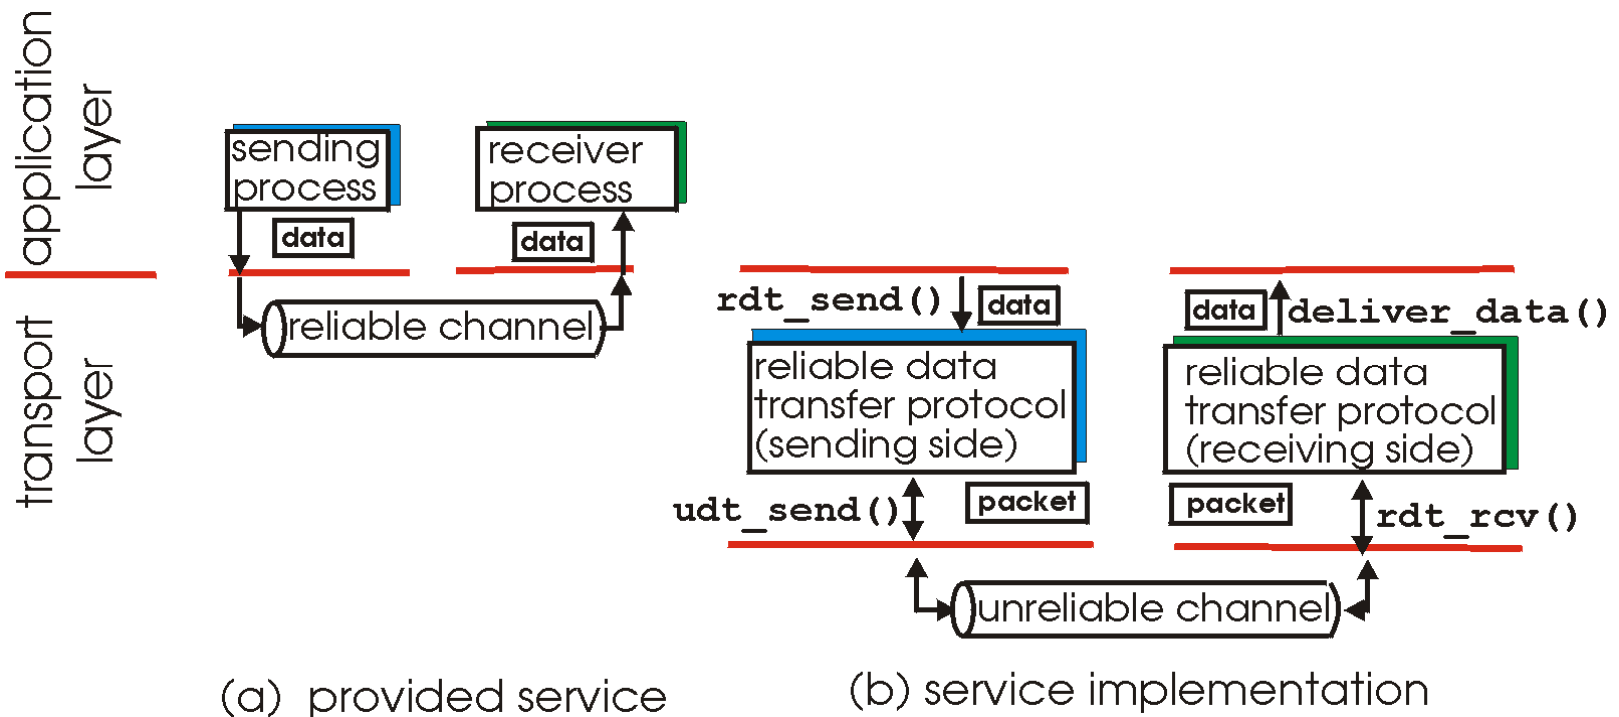 application
layer
transport
layer
sending
process
data
receiver
process
data
reliable channel
(a) provided service
rdt_send()
data
reliable data
transfer protocol
(sending side)
udt_send()
packet
data
deliver_data()
reliable data
transfer protocol
(receiving side)
packet
rdt_rcv()
unreliable channel
(b) service implementation